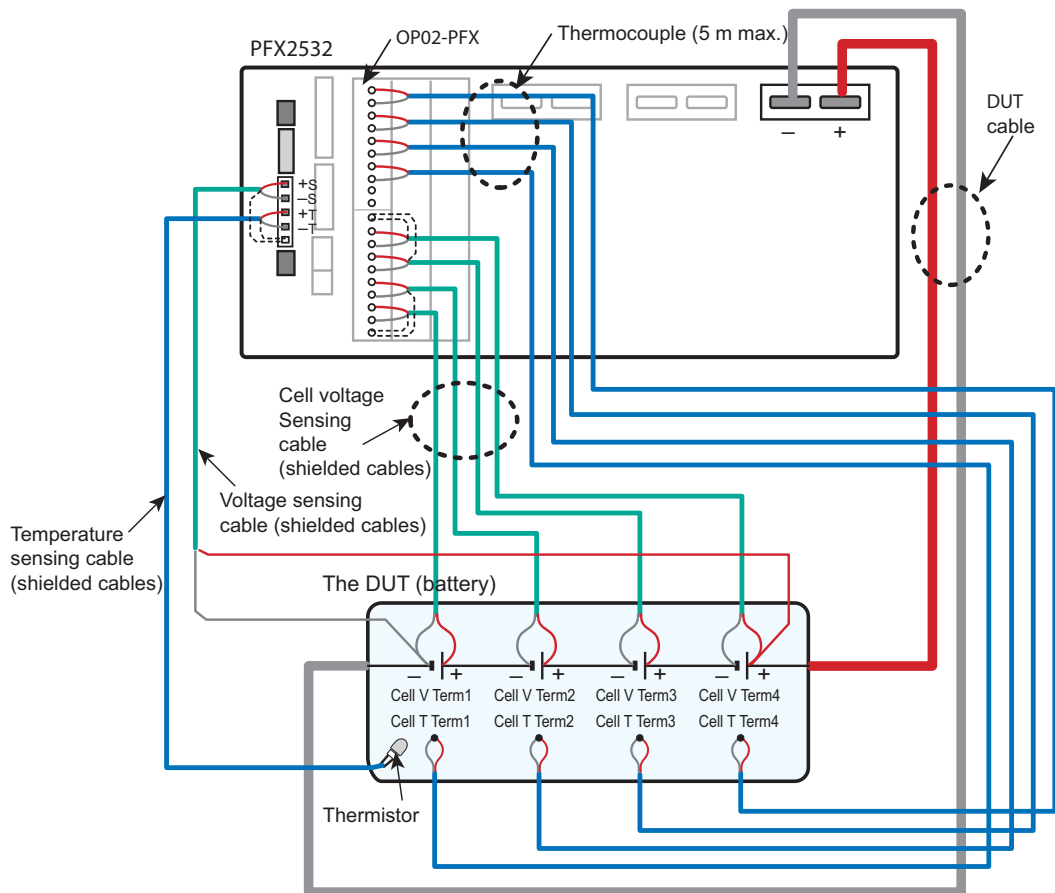 OP02-PFX
Thermocouple (5 m max.)
PFX2532
DUT
cable
– +
+S
–S
+T
–T
Cell voltage
Sensing
cable
(shielded cables)
Voltage sensing
cable (shielded cables)
Temperature
sensing cable
(shielded cables)
The DUT (battery)
– + – + – + – +
Cell V Term1 Cell V Term2 Cell V Term3 Cell V Term4
Cell T Term1 Cell T Term2 Cell T Term3 Cell T Term4
Thermistor